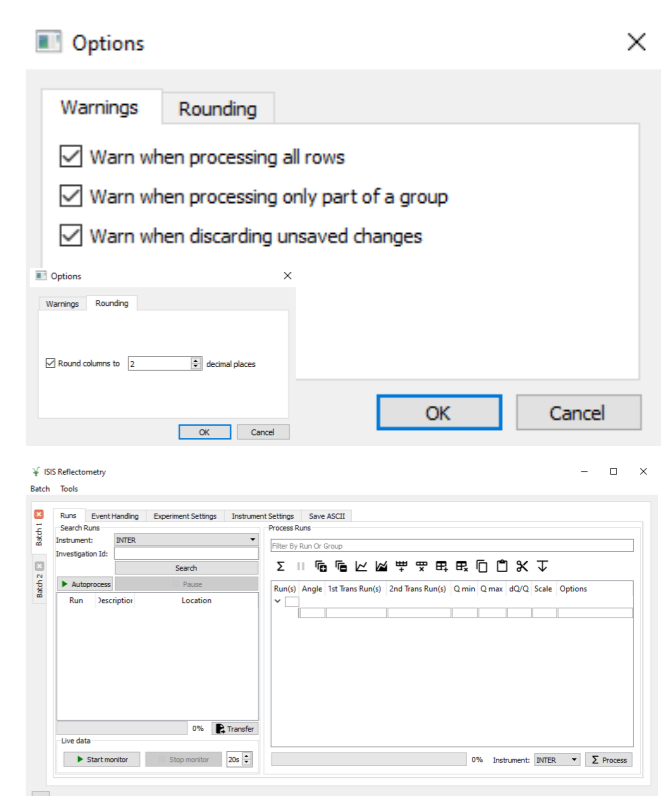 Options
Warnings Rounding
Warn when processing all rows
Warn when processing only part of a group
Warn when discarding unsaved changes
Options
Warnings Rounding
Round columns to 2 decimal places
OK Cancel
OK Cancel
ISIS Reflectometry
Batch Tools
Batch 1
Batch 2
Runs Event Handling Experiment Settings Instrument Settings Save ASCII
Search Runs
Instrument: INTER
Investigation Id:
Search
Autoprocess Pause
Run Descriptior Location
0% Transfer
Live data
Start monitor Stop monitor 20s
Process Runs
Filter By Run Or Group
Run(s) Angle 1st Trans Run(s) 2nd Trans Run(s) Q min Q max dQ/Q Scale Options
0% Instrument: INTER Process